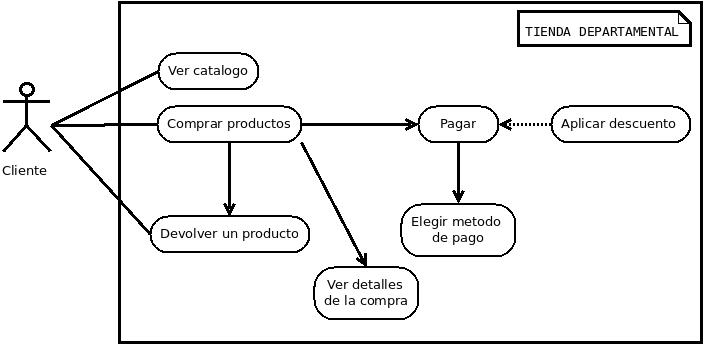 TIENDA DEPARTAMENTAL
Ver catalogo
Comprar productos
Pagar
Aplicar descuento
Cliente
Devolver un producto
Elegir metodo
de pago
Ver detalles
de la compra